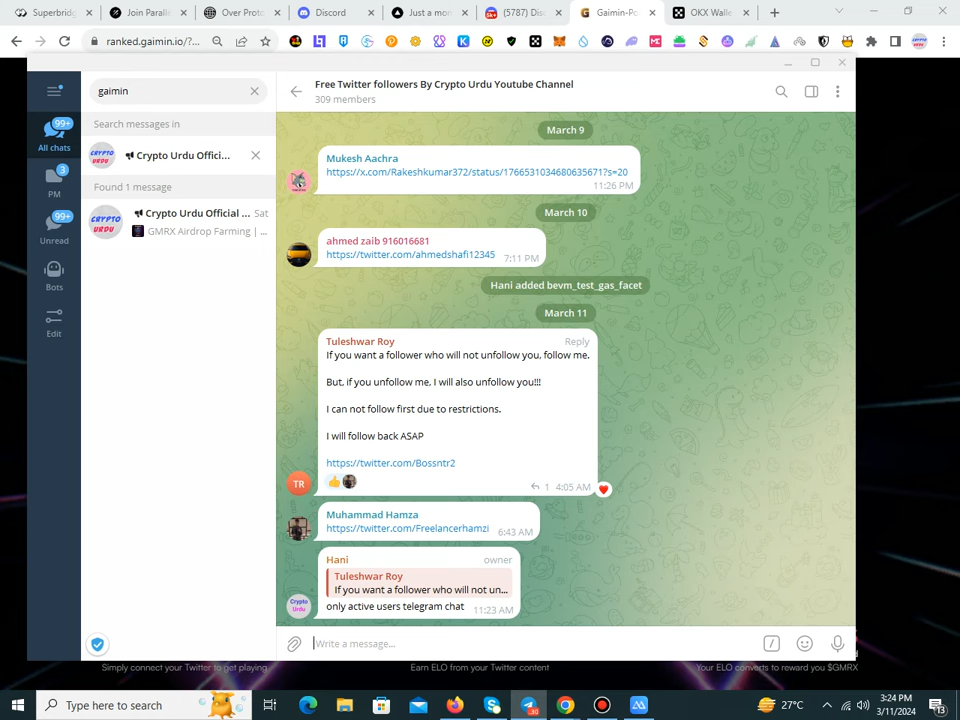 Superbridg
Join Paralle
Over Proto
Discord
Just a mom
(5787) Disc
Gaimin-Po
OKX Walle
ranked.gaimin.io/?...
gaimin
Search messages in
Crypto Urdu Offici...
Found 1 message
Crypto Urdu Official ... Sat
GMRX Airdrop Farming | ...
99+
All chats
3
PM
99+
Unread
Bots
Edit
Free Twitter followers By Crypto Urdu Youtube Channel
309 members
March 9
Mukesh Aachra
https://x.com/Rakeshkumar372/status/1766531034680635671?s=20
11:26 PM
March 10
ahmed zaib 916016681
https://twitter.com/ahmedshafi12345 7:11 PM
Hani added bevm_test_gas_facet
March 11
Tuleshwar Roy Reply
If you want a follower who will not unfollow you, follow me.
But, if you unfollow me, I will also unfollow you!!!
I can not follow first due to restrictions.
I will follow back ASAP
https://twitter.com/Bossntr2
TR
1 4:05 AM
Muhammad Hamza
https://twitter.com/Freelancerhamzi 6:43 AM
Hani owner
Tuleshwar Roy
If you want a follower who will not un...
only active users telegram chat 11:23 AM
Write a message...
Simply connect your Twitter to get playing
Earn ELO from your Twitter content
Your ELO converts to reward you $GMRX
Type here to search
27°C
3:24 PM
3/11/2024
13